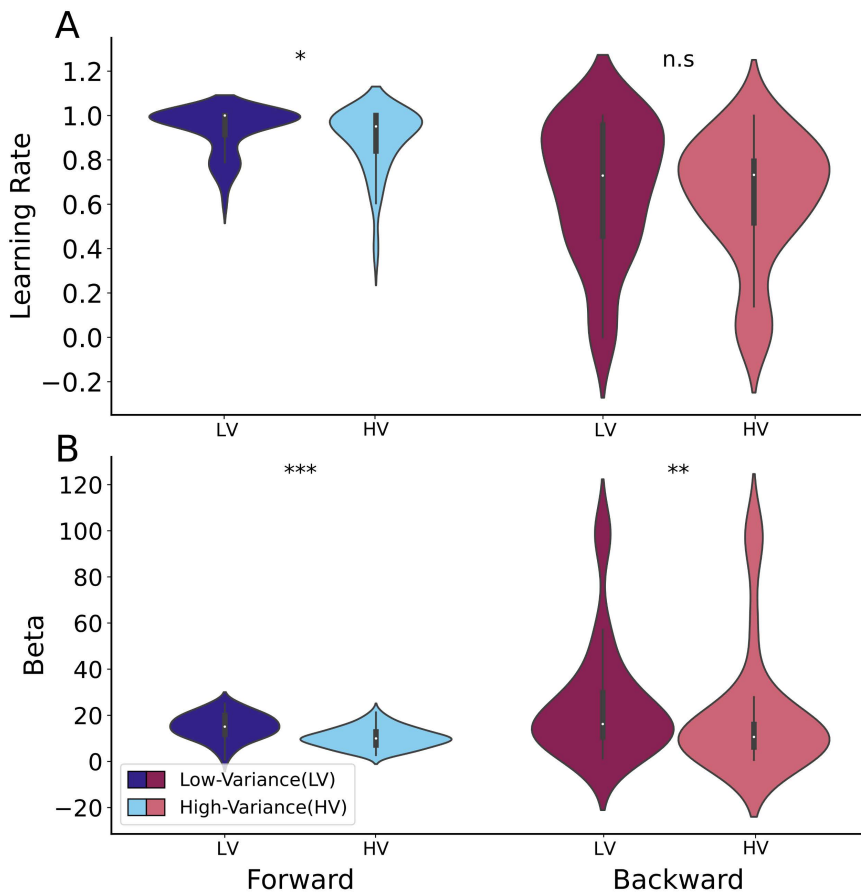 A
* n.s
1.2
1.0
0.8
0.6
0.4
0.2
0.0
−0.2
Learning Rate
LV HV LV HV
B
*** **
120
100
80
60
40
20
0
−20
Beta
Low-Variance(LV)
High-Variance(HV)
LV HV LV HV
Forward Backward